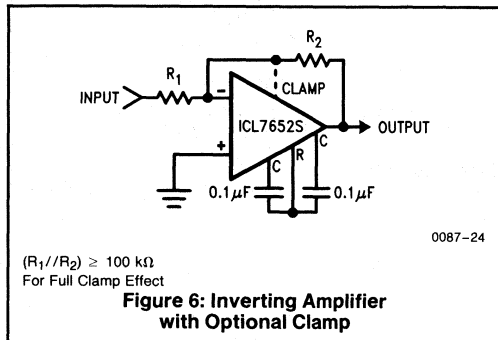 R2
R1
CLAMP
INPUT
-
ICL7652S
OUTPUT
+
C
R
C
0.1μF
0.1μF
0087–24
(R1//R2) ≥ 100 kΩ
For Full Clamp Effect
Figure 6: Inverting Amplifier
with Optional Clamp